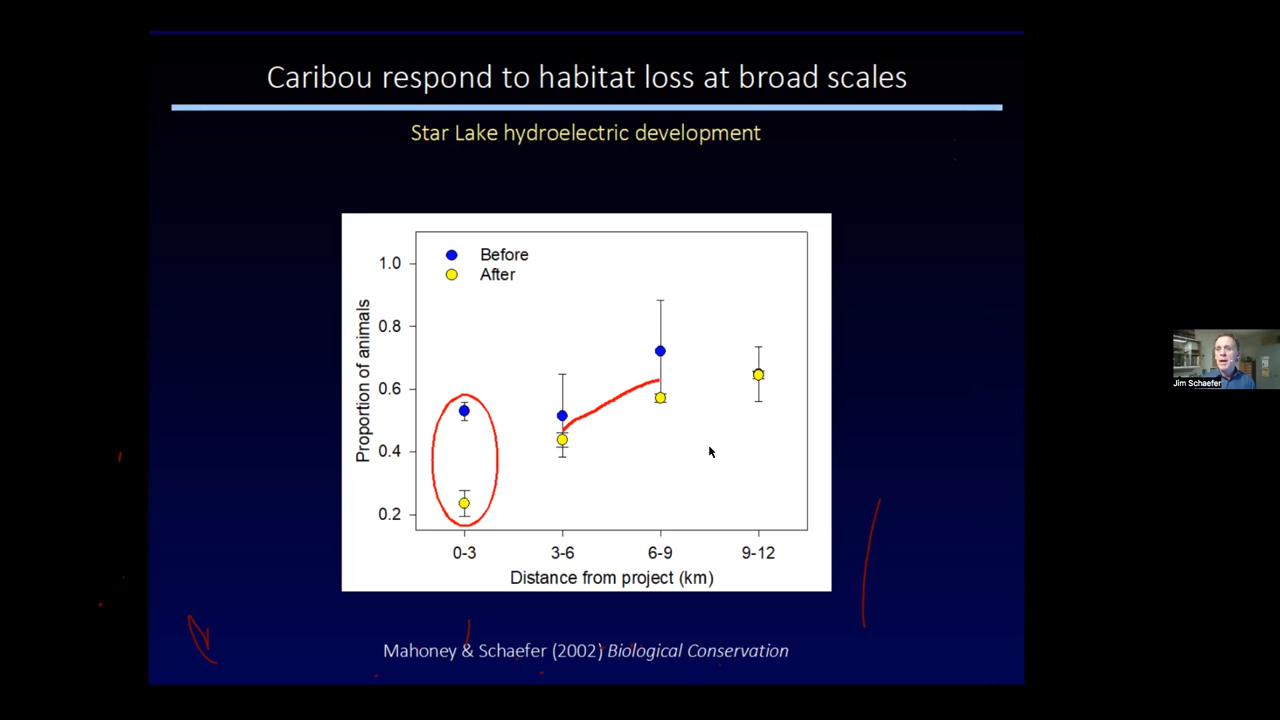 Caribou respond to habitat loss at broad scales
Star Lake hydroelectric development
Before
After
1.0
0.8
0.6
0.4
0.2
Proportion of animals
0-3 3-6 6-9 9-12
Distance from project (km)
Mahoney & Schaefer (2002) Biological Conservation
Jim Schaefer